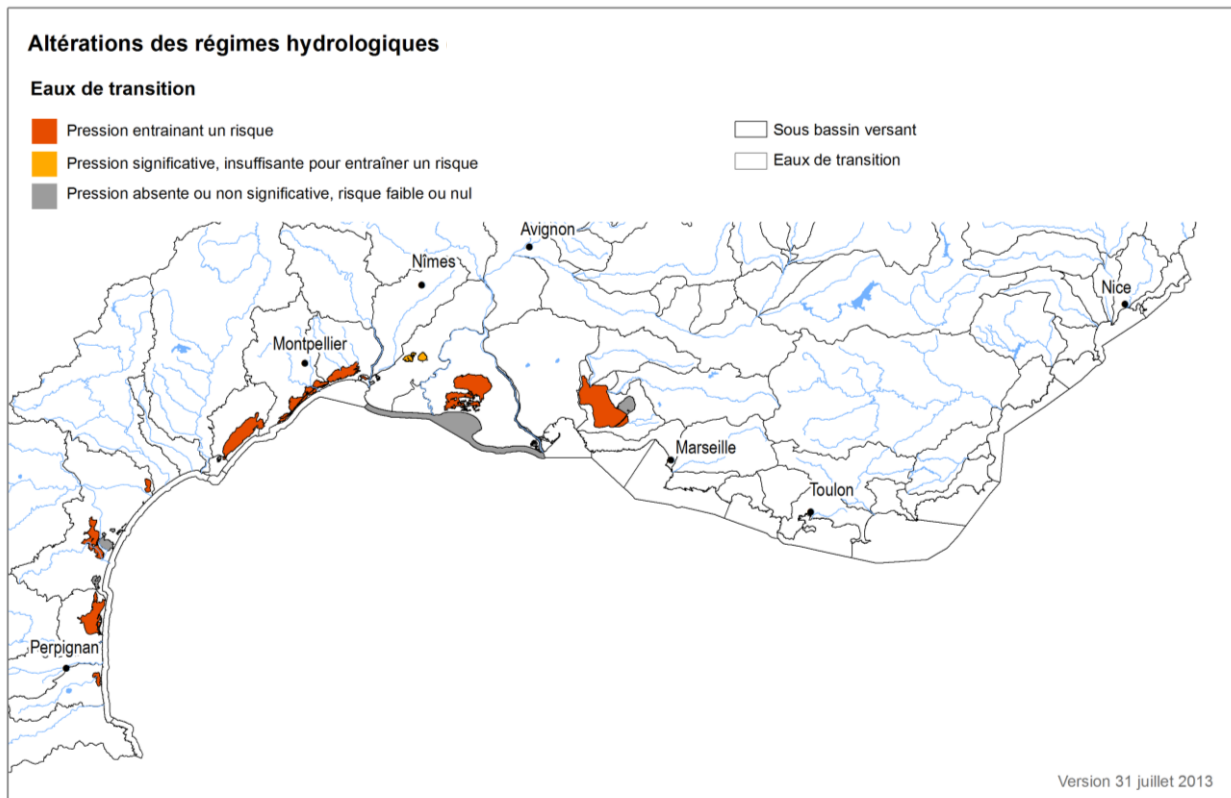 Altérations des régimes hydrologiques
Eaux de transition
Pression entrainant un risque
Pression significative, insuffisante pour entraîner un risque
Pression absente ou non significative, risque faible ou nul
Sous bassin versant
Eaux de transition
Avignon
Nîmes
Nice
Montpellier
Marseille
Toulon
Perpignan
Version 31 juillet 2013